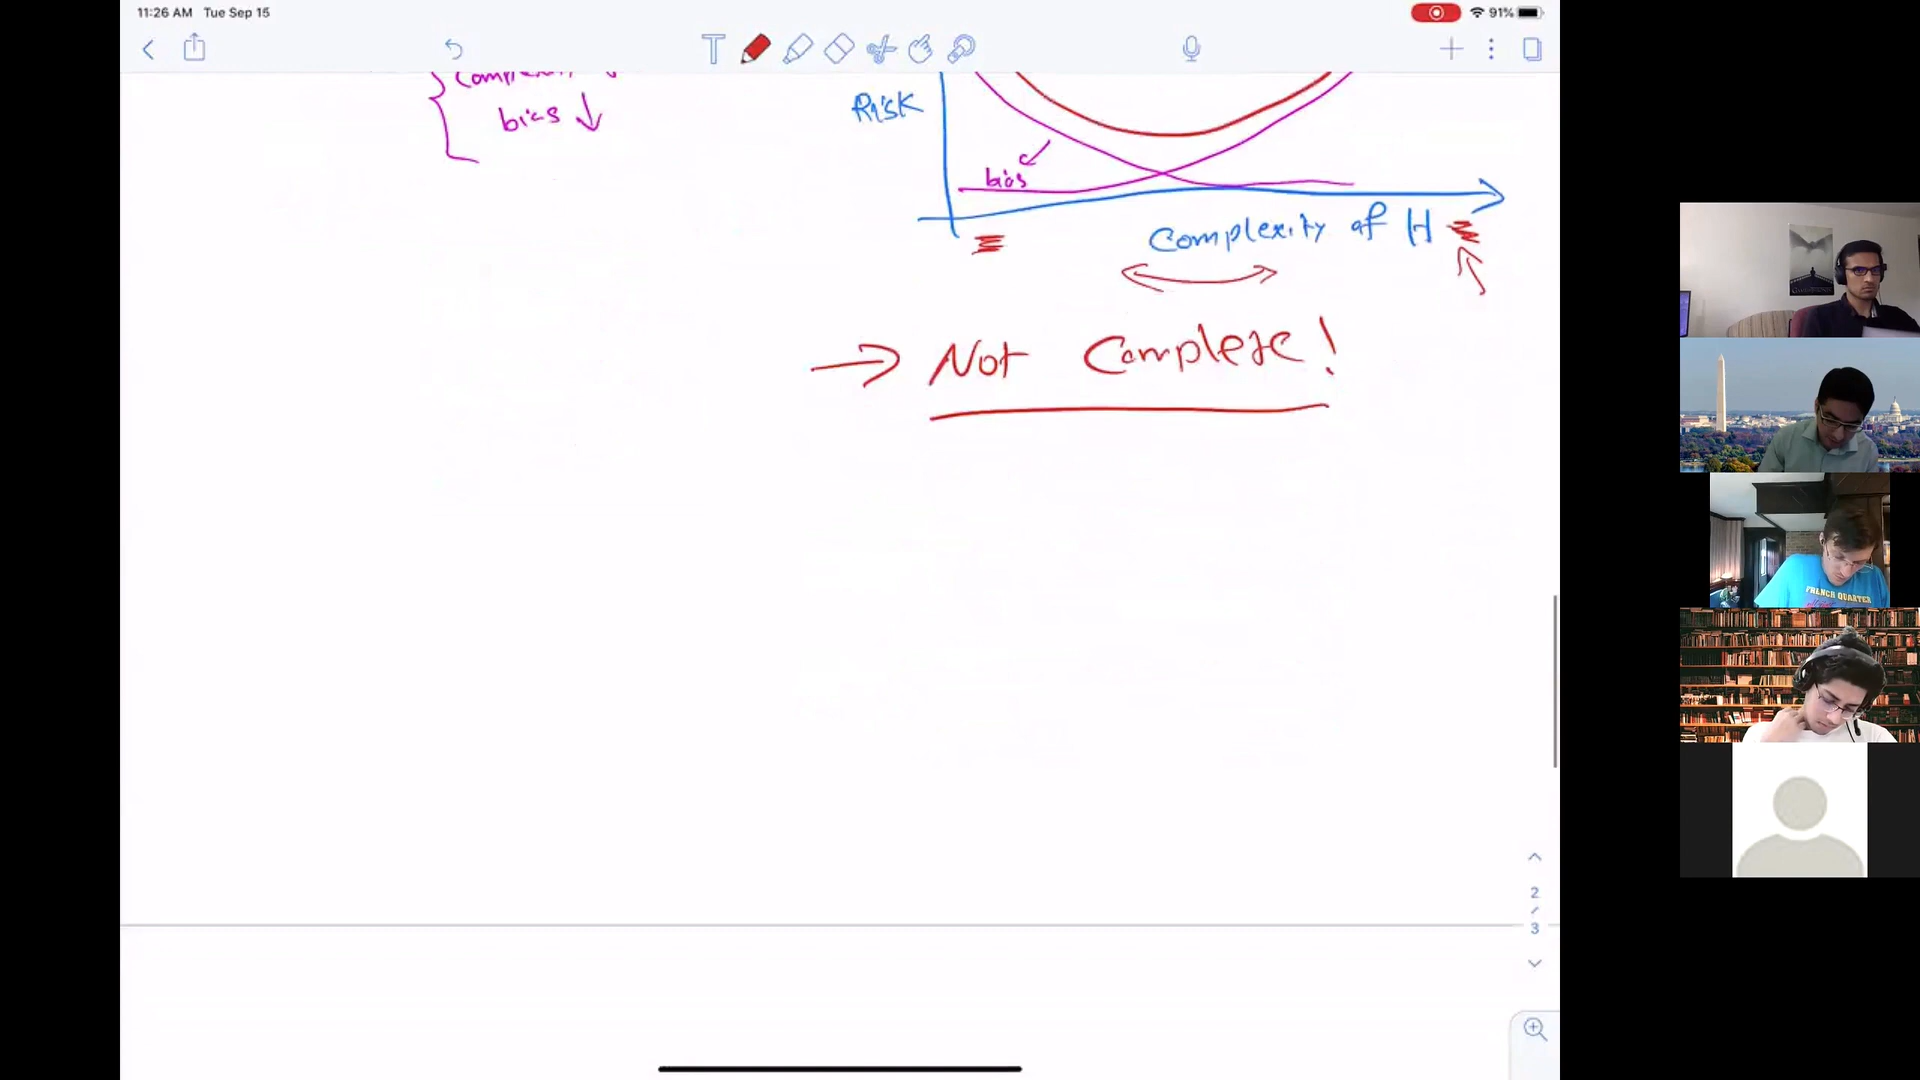 11:26 AM Tue Sep 15
91%
bias ↓
Risk
bias
Complexity of H
→ Not Complete!
FRENCH QUARTER
2
/
3